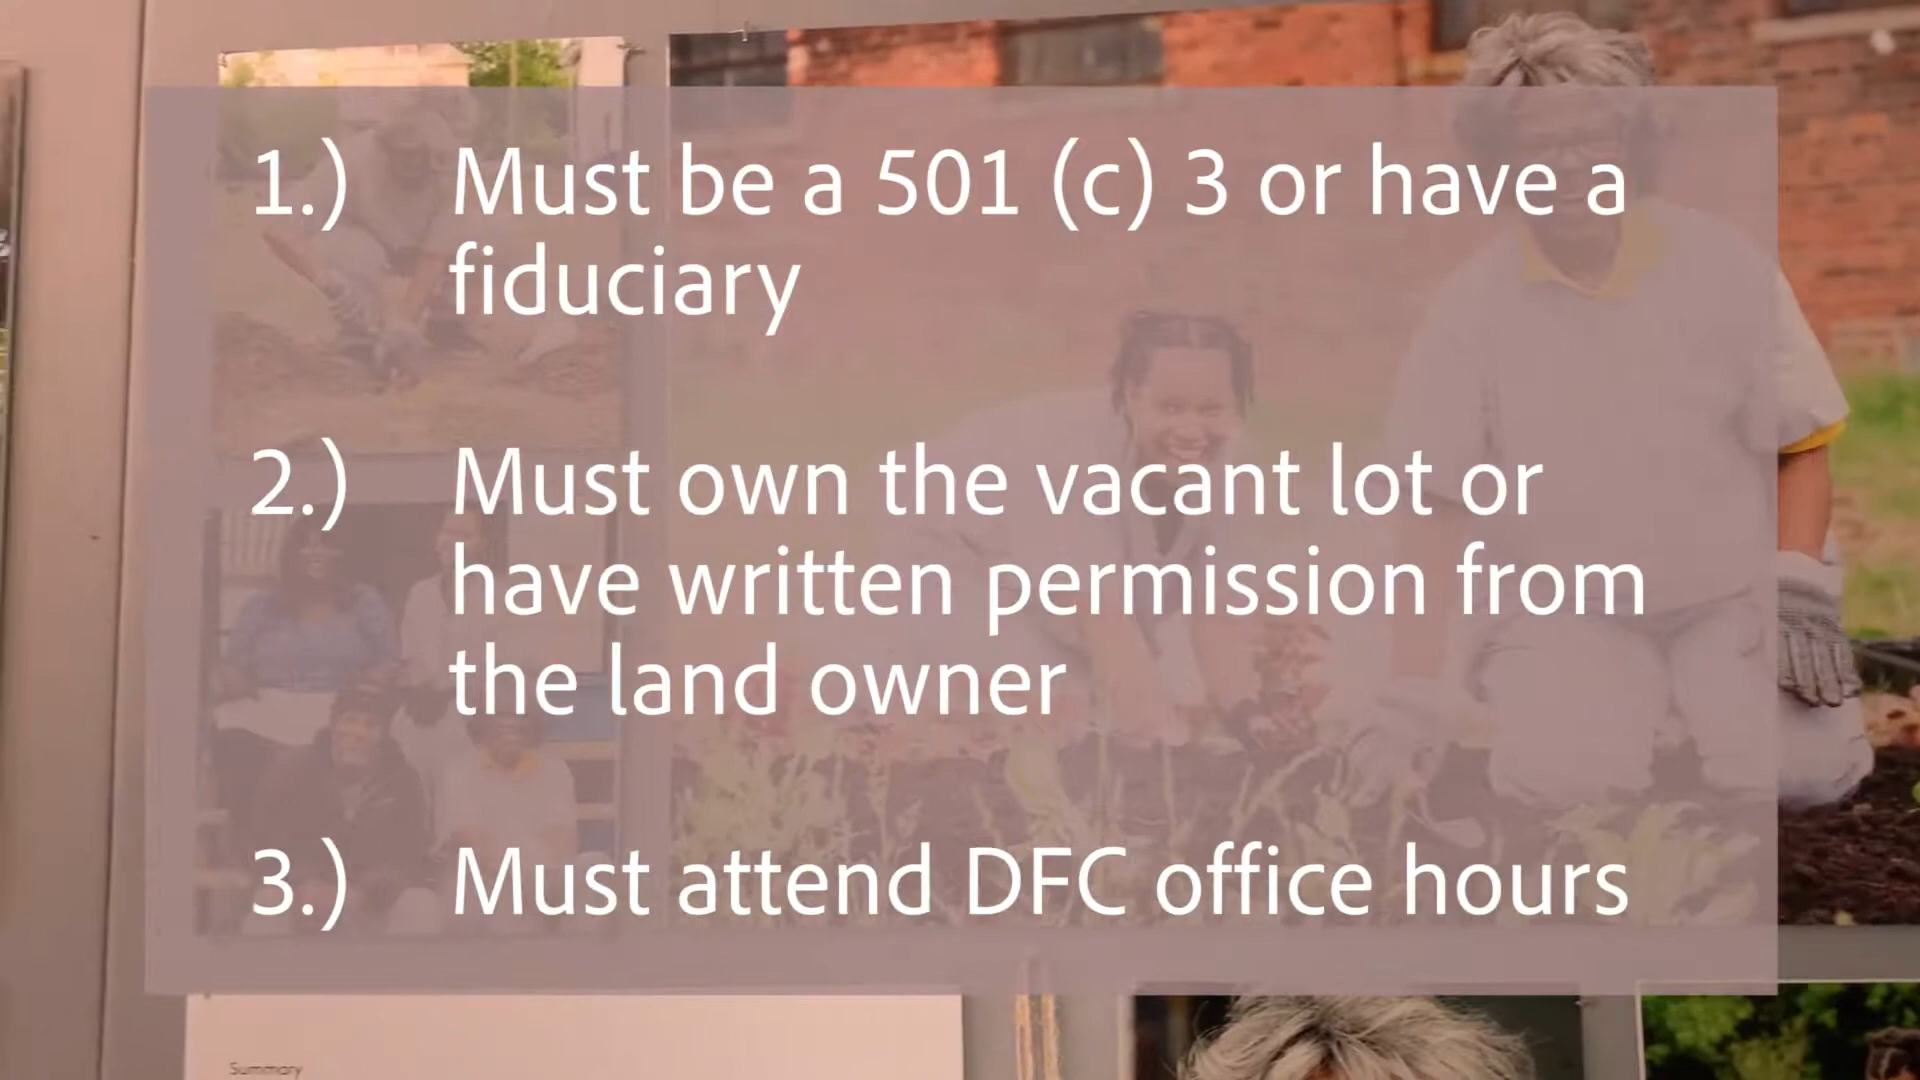 1.) Must be a 501 (c) 3 or have a
fiduciary
2.) Must own the vacant lot or
have written permission from
the land owner
3.) Must attend DFC office hours
Summary